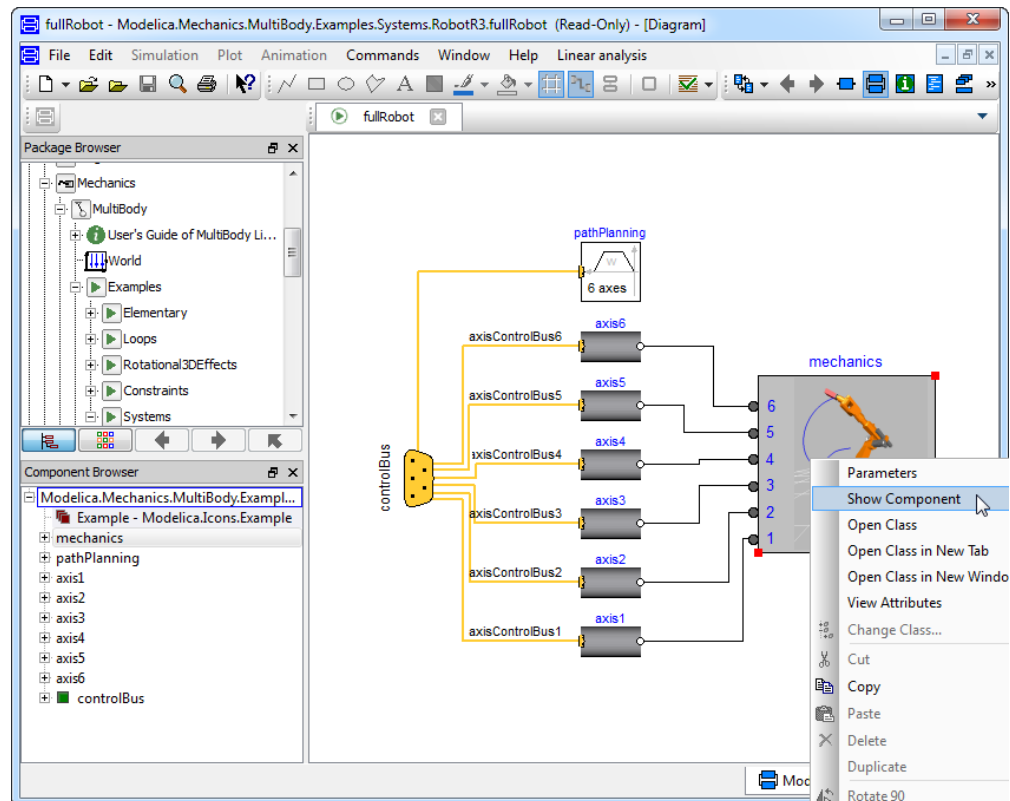 fullRobot - Modelica.Mechanics.MultiBody.Examples.Systems.RobotR3.fullRobot (Read-Only) - [Diagram]
File Edit Simulation Plot Animation Commands Window Help Linear analysis
A
»
fullRobot
Package Browser
Mechanics
MultiBody
User's Guide of MultiBody Li...
World
Examples
Elementary
Loops
Rotational3DEffects
Constraints
Systems
Component Browser
Modelica.Mechanics.MultiBody.Exampl...
Example - Modelica.Icons.Example
mechanics
pathPlanning
axis1
axis2
axis3
axis4
axis5
axis6
controlBus
pathPlanning
w
6 axes
axis6
axisControlBus6
axis5
axisControlBus5
axis4
axisControlBus4
axis3
axisControlBus3
axis2
axisControlBus2
axis1
axisControlBus1
controlBus
mechanics
6
5
4
3
2
1
Parameters
Show Component
Open Class
Open Class in New Tab
Open Class in New Windo
View Attributes
Change Class...
Cut
Copy
Paste
Delete
Duplicate
Rotate 90
Mod